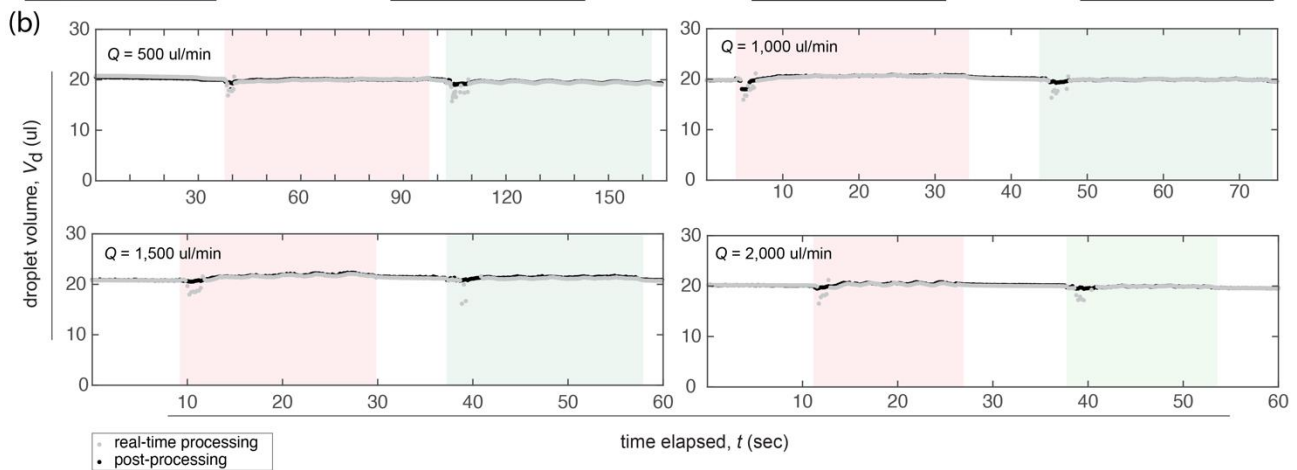 (b)
droplet volume, Vd (ul)
Q = 500 ul/min
30
20
10
0
30 60 90 120 150
Q = 1,000 ul/min
30
20
10
0
10 20 30 40 50 60 70
Q = 1,500 ul/min
30
20
10
0
10 20 30 40 50 60
Q = 2,000 ul/min
30
20
10
0
10 20 30 40 50 60
time elapsed, t (sec)
real-time processing
post-processing